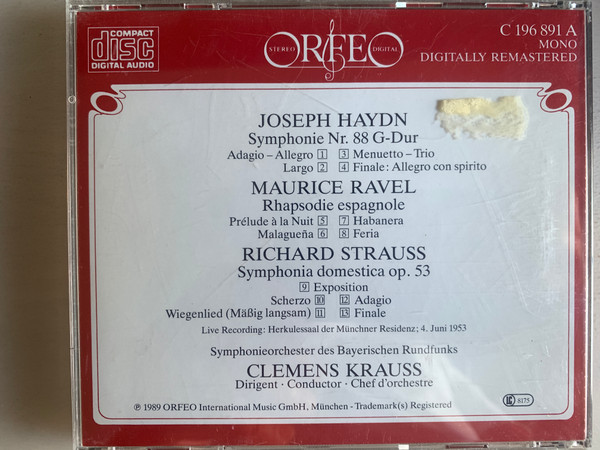 COMPACT
disc
DIGITAL AUDIO
STEREO ORFEO DIGITAL
C 196 891 A
MONO
DIGITALLY REMASTERED
JOSEPH HAYDN
Symphonie Nr. 88 G-Dur
Adagio – Allegro 1 3 Menuetto – Trio
Largo 2 4 Finale: Allegro con spirito
MAURICE RAVEL
Rhapsodie espagnole
Prélude à la Nuit 5 7 Habanera
Malagueña 6 8 Feria
RICHARD STRAUSS
Symphonia domestica op. 53
9 Exposition
Scherzo 10 12 Adagio
Wiegenlied (Mäßig langsam) 11 13 Finale
Live Recording: Herkulessaal der Münchner Residenz; 4. Juni 1953
Symphonieorchester des Bayerischen Rundfunks
CLEMENS KRAUSS
Dirigent · Conductor · Chef d'orchestre
℗ 1989 ORFEO International Music GmbH, München - Trademark(s) Registered
LC 8175